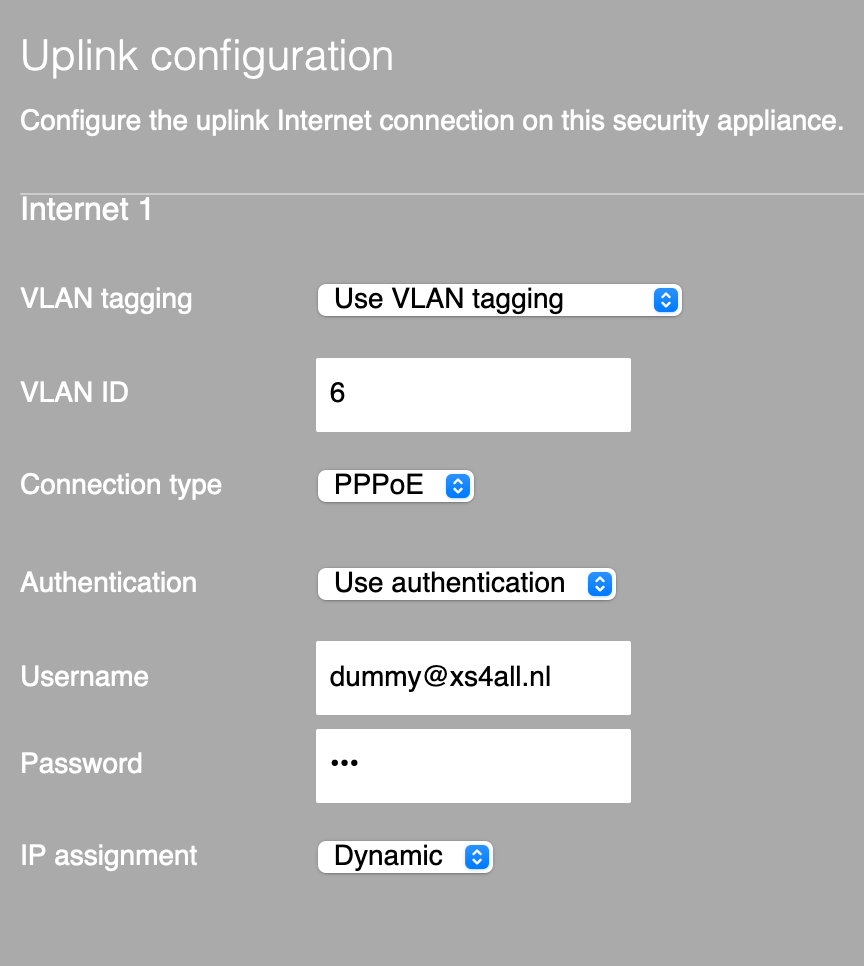 Uplink configuration
Configure the uplink Internet connection on this security appliance.
Internet 1
VLAN tagging Use VLAN tagging
VLAN ID 6
Connection type PPPoE
Authentication Use authentication
Username dummy@xs4all.nl
Password •••
IP assignment Dynamic